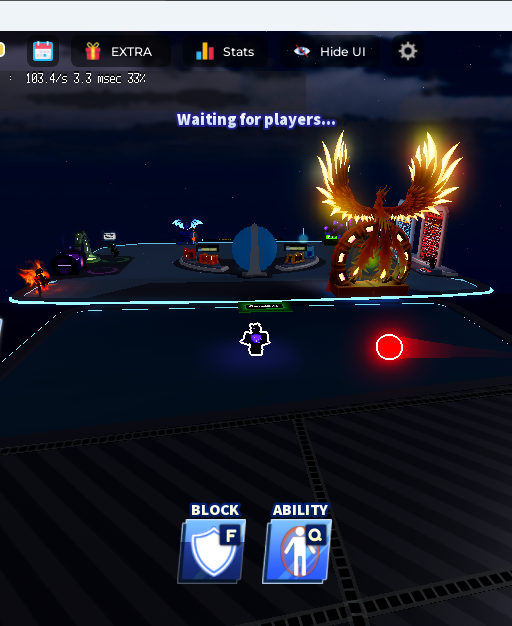 EXTRA
Stats
Hide UI
: 103.4/s 3.3 msec 33%
Waiting for players...
BLOCK
ABILITY
F
Q